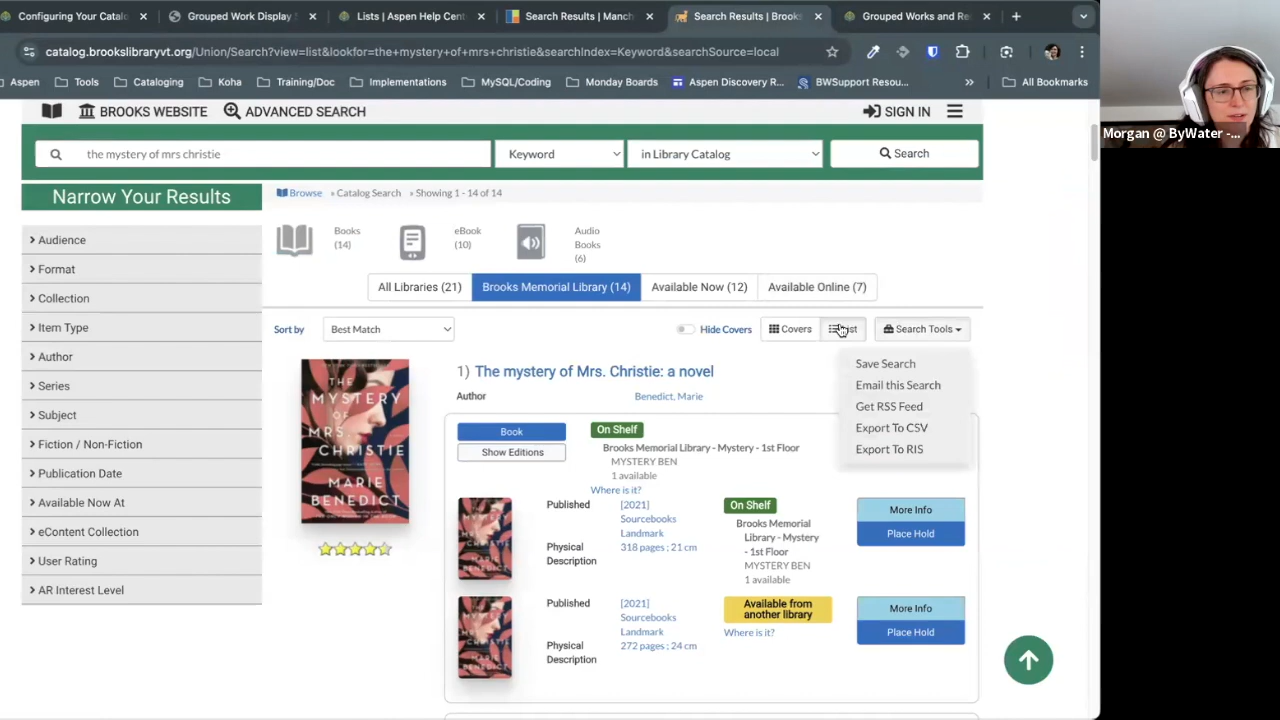 Configuring Your Catalo
Grouped Work Display S
Lists | Aspen Help Cent
Search Results | Manch
Search Results | Brooks
Grouped Works and Re
catalog.brookslibraryvt.org/Union/Search?view=list&lookfor=the+mystery+of+mrs+christie&searchIndex=Keyword&searchSource=local
Aspen
Tools
Cataloging
Koha
Training/Doc
Implementations
MySQL/Coding
Monday Boards
Aspen Discovery R...
BWSupport Resou...
»
All Bookmarks
Morgan @ ByWater -...
BROOKS WEBSITE
ADVANCED SEARCH
SIGN IN
the mystery of mrs christie
Keyword
in Library Catalog
Search
Narrow Your Results
Browse » Catalog Search » Showing 1 - 14 of 14
Audience
Format
Collection
Item Type
Author
Series
Subject
Fiction / Non-Fiction
Publication Date
Available Now At
eContent Collection
User Rating
AR Interest Level
Books
(14)
eBook
(10)
Audio
Books
(6)
All Libraries (21)
Brooks Memorial Library (14)
Available Now (12)
Available Online (7)
Sort by
Best Match
Hide Covers
Covers
List
Search Tools
Save Search
Email this Search
Get RSS Feed
Export To CSV
Export To RIS
THE
MYSTERY
OF
MRS.
CHRISTIE
MARIE
BENEDICT
1) The mystery of Mrs. Christie: a novel
Author
Benedict, Marie
Book
Show Editions
On Shelf
Brooks Memorial Library - Mystery - 1st Floor
MYSTERY BEN
1 available
Where is it?
Published
[2021]
Sourcebooks
Landmark
Physical
Description
318 pages ; 21 cm
On Shelf
Brooks Memorial
Library - Mystery
- 1st Floor
MYSTERY BEN
1 available
More Info
Place Hold
Published
[2021]
Sourcebooks
Landmark
Physical
Description
272 pages ; 24 cm
Available from
another library
Where is it?
More Info
Place Hold